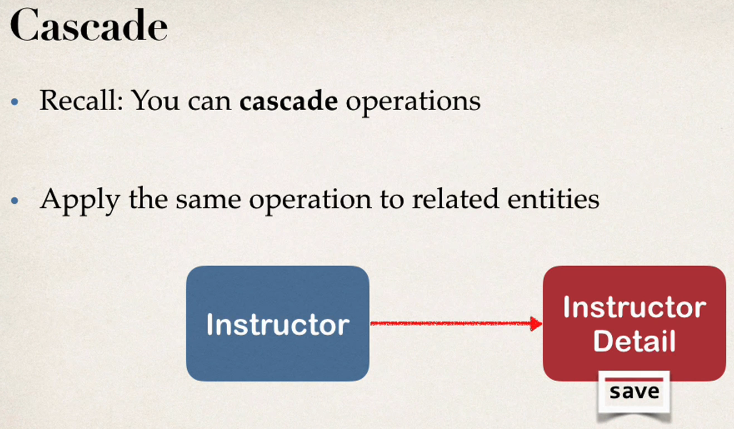 Cascade
• Recall: You can cascade operations
• Apply the same operation to related entities
Instructor
Instructor
Detail
save